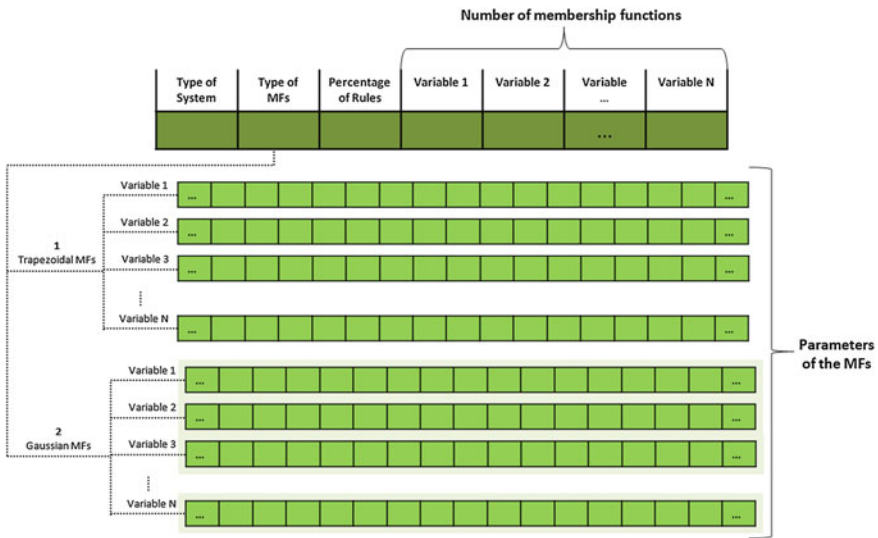 Number of membership functions
Type of System
Type of MFs
Percentage of Rules
Variable 1
Variable 2
Variable ...
Variable N
...
Variable 1
... ...
Variable 2
... ...
1
Trapezoidal MFs
Variable 3
... ...
...
Variable N
... ...
Parameters
of the MFs
Variable 1
... ...
Variable 2
... ...
2
Gaussian MFs
Variable 3
... ...
...
Variable N
... ...